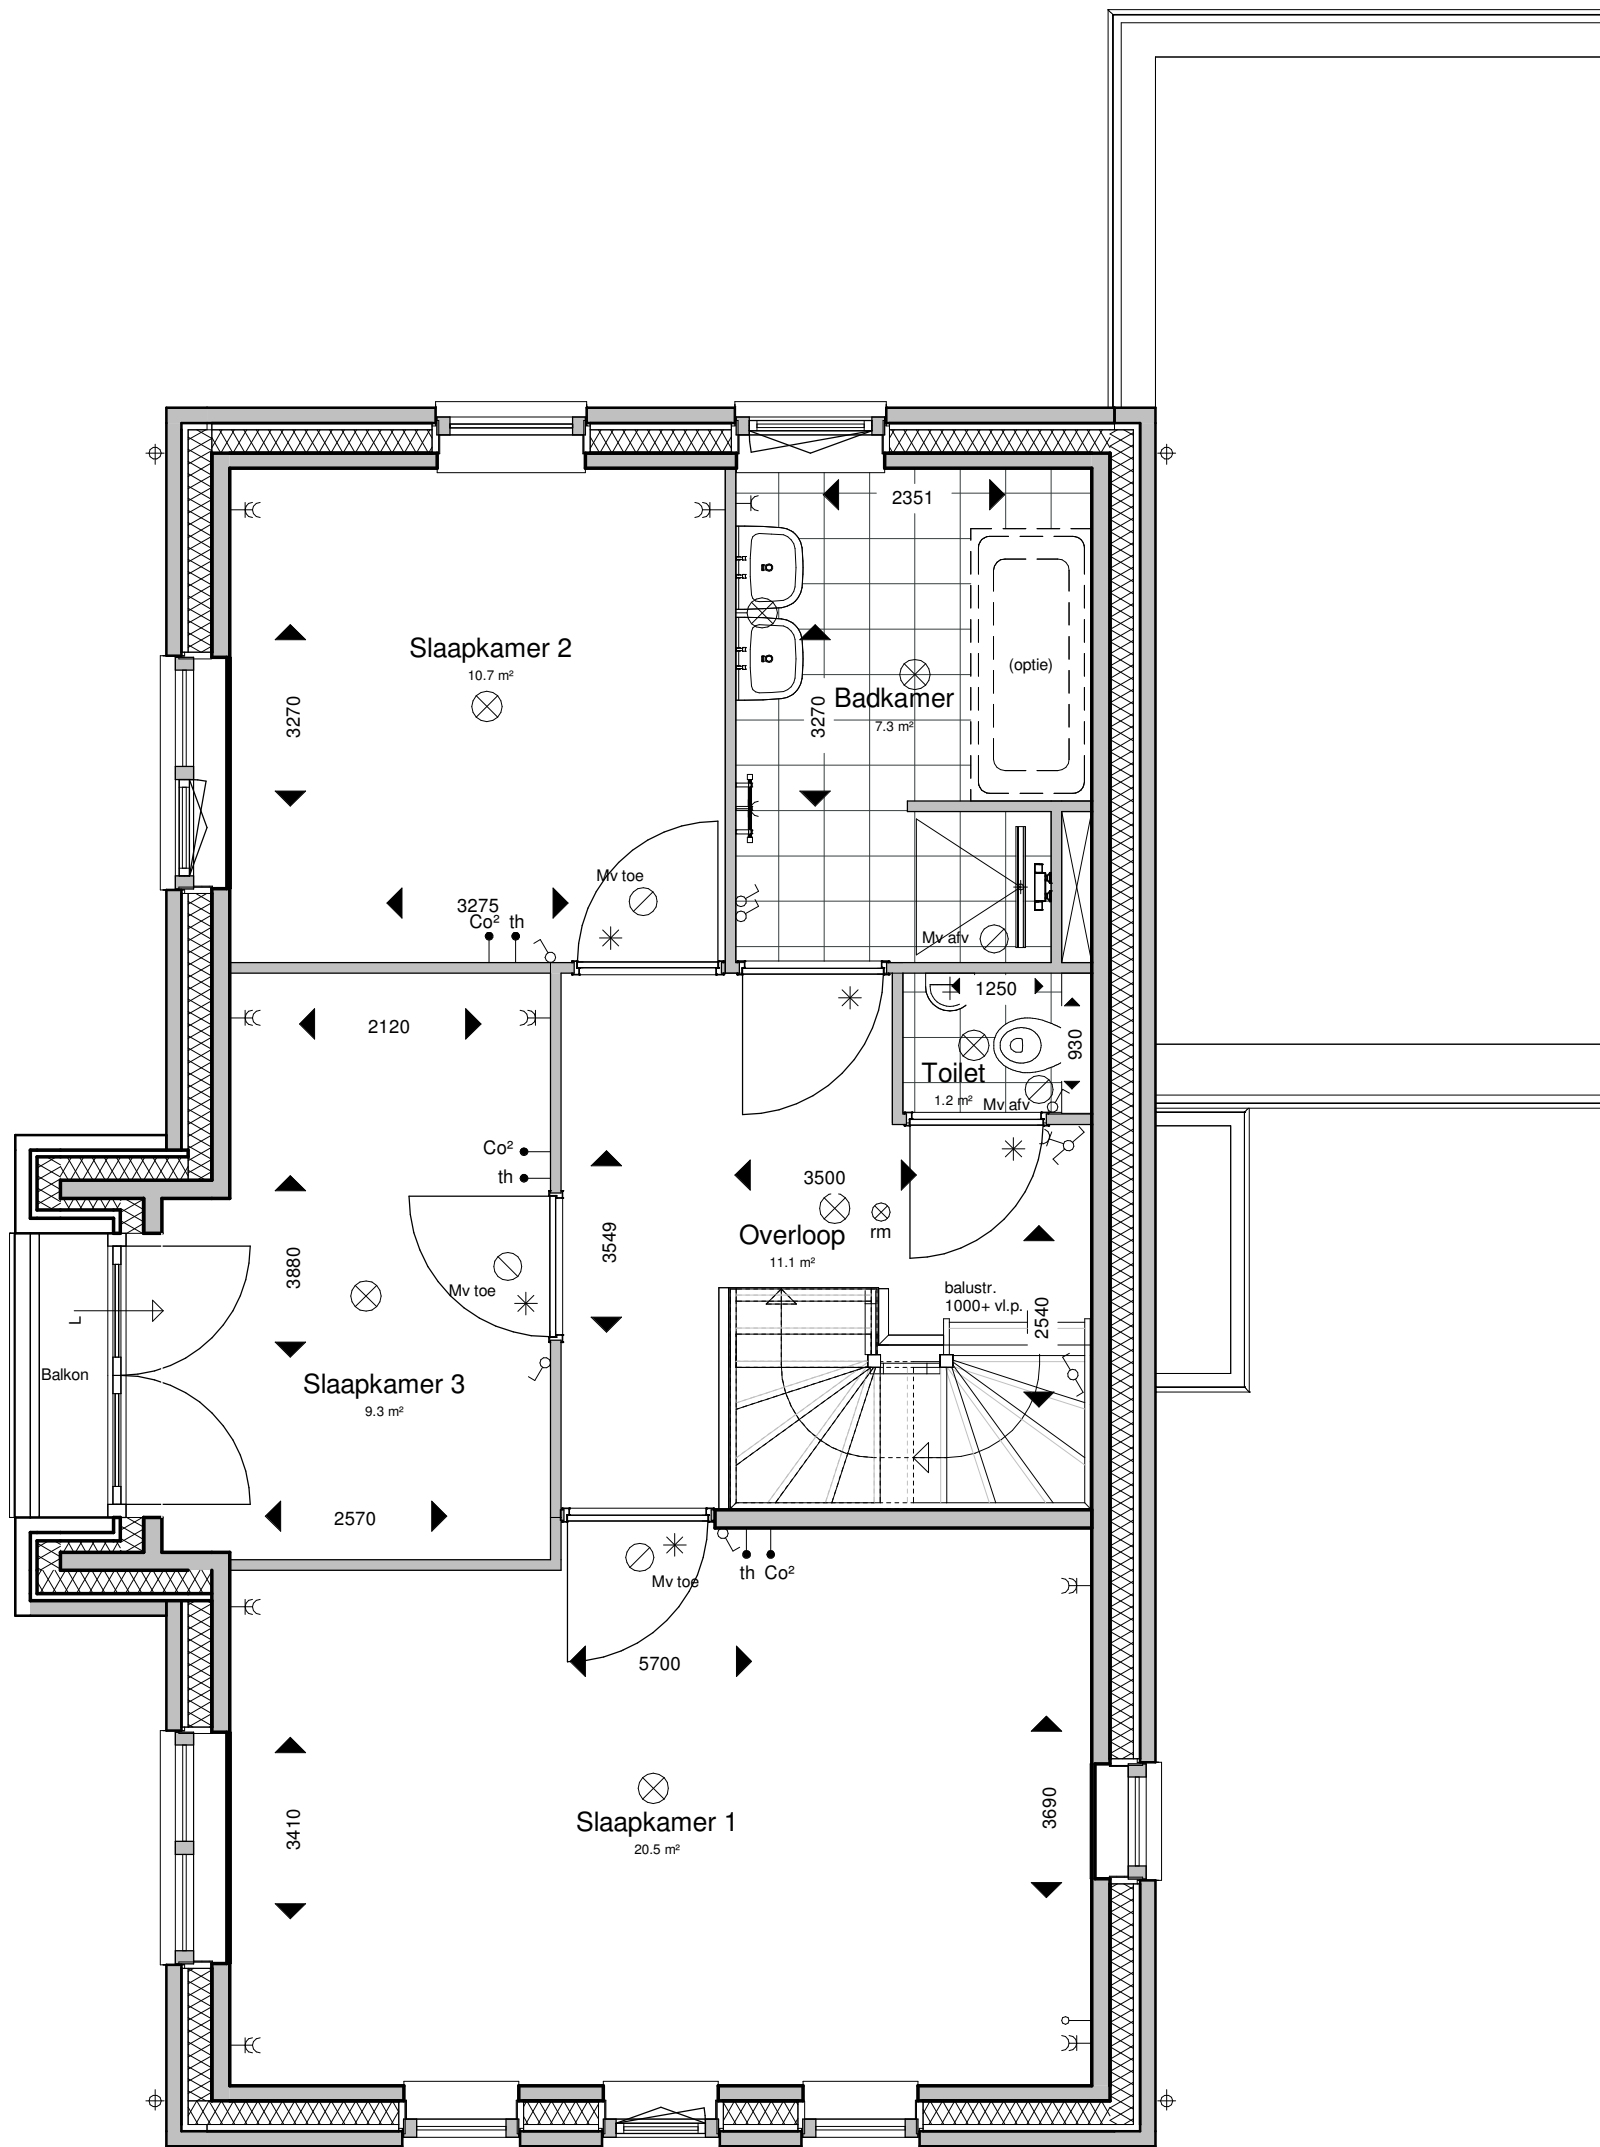 2351
Slaapkamer 2
10.7 m²
3270
(optie)
Badkamer
7.3 m²
3270
Mv toe
3275
Co² th
Mv afv
1250
930
Toilet
1.2 m²
Mv afv
2120
Co²
th
3500
rm
Overloop
11.1 m²
3549
3880
Mv toe
balustr.
1000+ vl.p.
2540
L
Balkon
Slaapkamer 3
9.3 m²
2570
Mv toe
th Co²
5700
Slaapkamer 1
20.5 m²
3410
3690